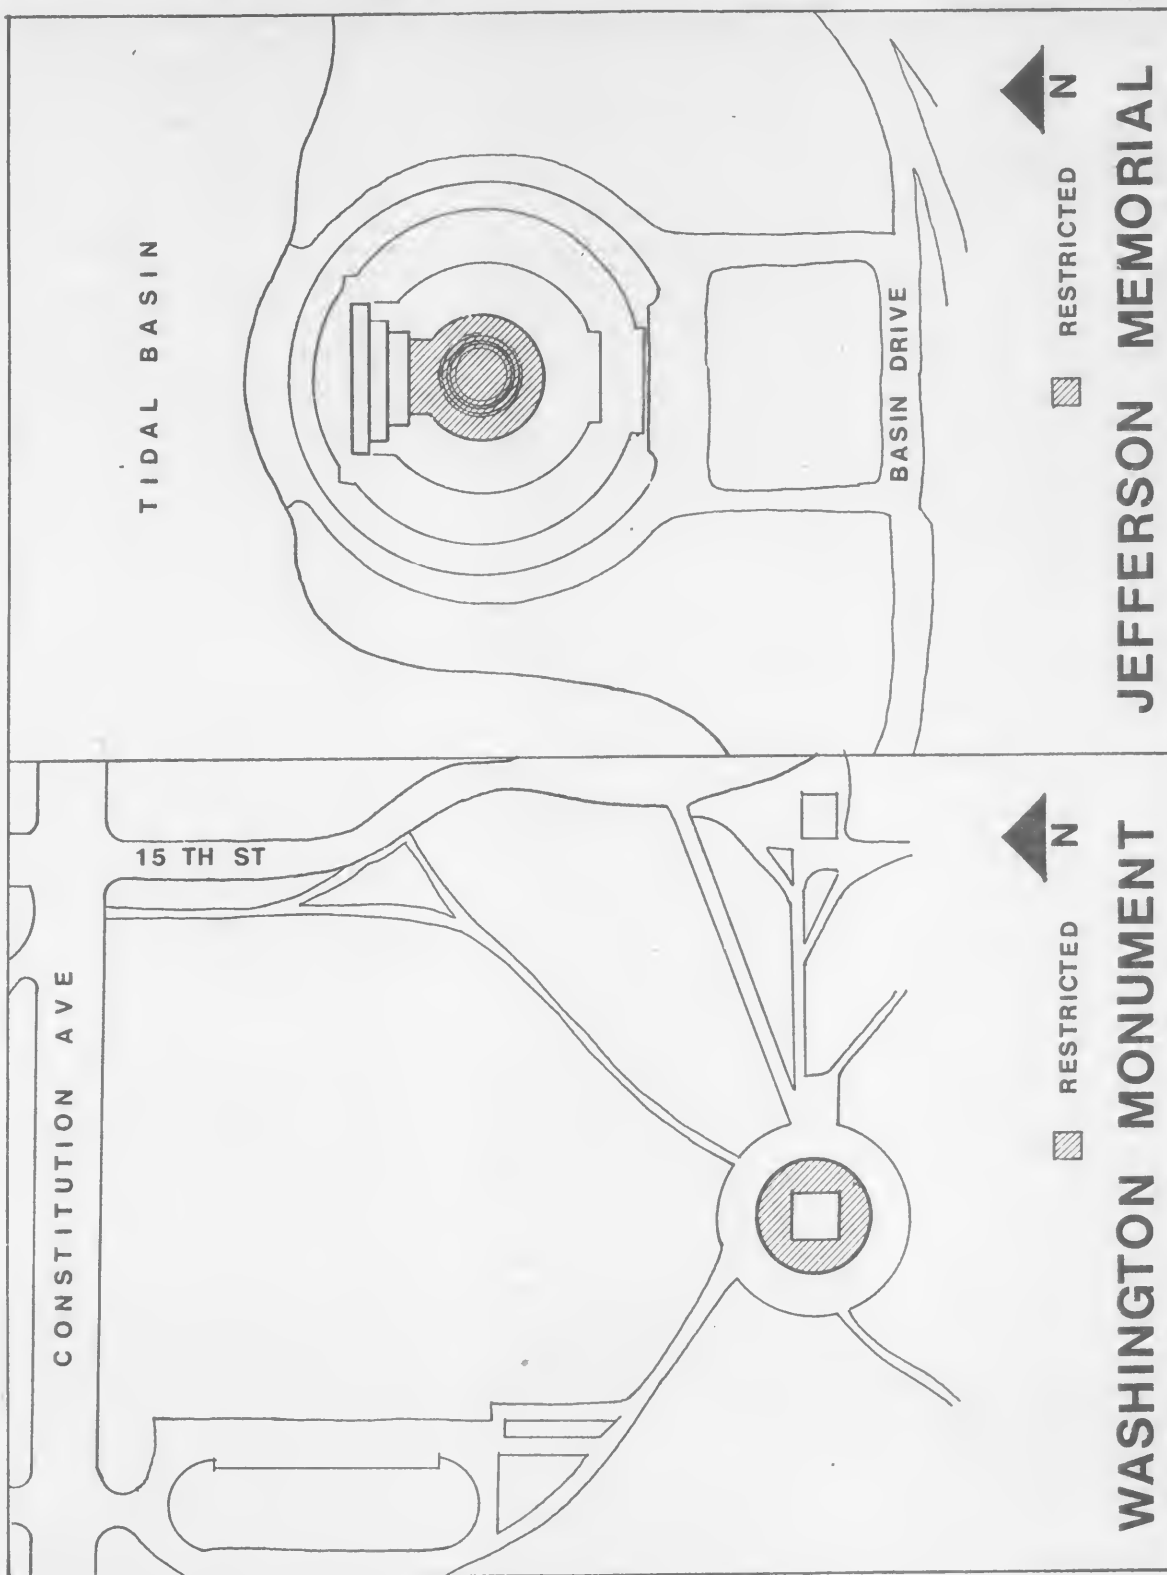 CONSTITUTION AVE
15 TH ST
RESTRICTED
N
WASHINGTON MONUMENT
TIDAL BASIN
BASIN DRIVE
RESTRICTED
N
JEFFERSON MEMORIAL